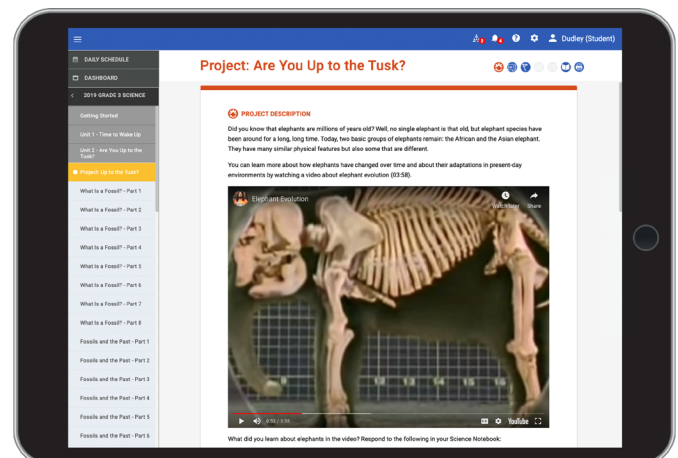 Dudley (Student)
DAILY SCHEDULE
DASHBOARD
2019 GRADE 3 SCIENCE
Getting Started
Unit 1 - Time to Wake Up
Unit 2 - Are You Up to the
Tusk?
Project: Up to the Tusk?
What Is a Fossil? - Part 1
What Is a Fossil? - Part 2
What Is a Fossil? - Part 3
What Is a Fossil? - Part 4
What Is a Fossil? - Part 5
What Is a Fossil? - Part 6
What Is a Fossil? - Part 7
What Is a Fossil? - Part 8
Fossils and the Past - Part 1
Fossils and the Past - Part 2
Fossils and the Past - Part 3
Fossils and the Past - Part 4
Fossils and the Past - Part 5
Fossils and the Past - Part 6
Project: Are You Up to the Tusk?
PROJECT DESCRIPTION
Did you know that elephants are millions of years old? Well, no single elephant is that old, but elephant species have
been around for a long, long time. Today, two basic groups of elephants remain: the African and the Asian elephant.
They have many similar physical features but also some that are different.
You can learn more about how elephants have changed over time and about their adaptations in present-day
environments by watching a video about elephant evolution (03:58).
Elephant Evolution
Watch later
Share
9
12 13 14 15 16
YouTube
What did you learn about elephants in the video? Respond to the following in your Science Notebook: